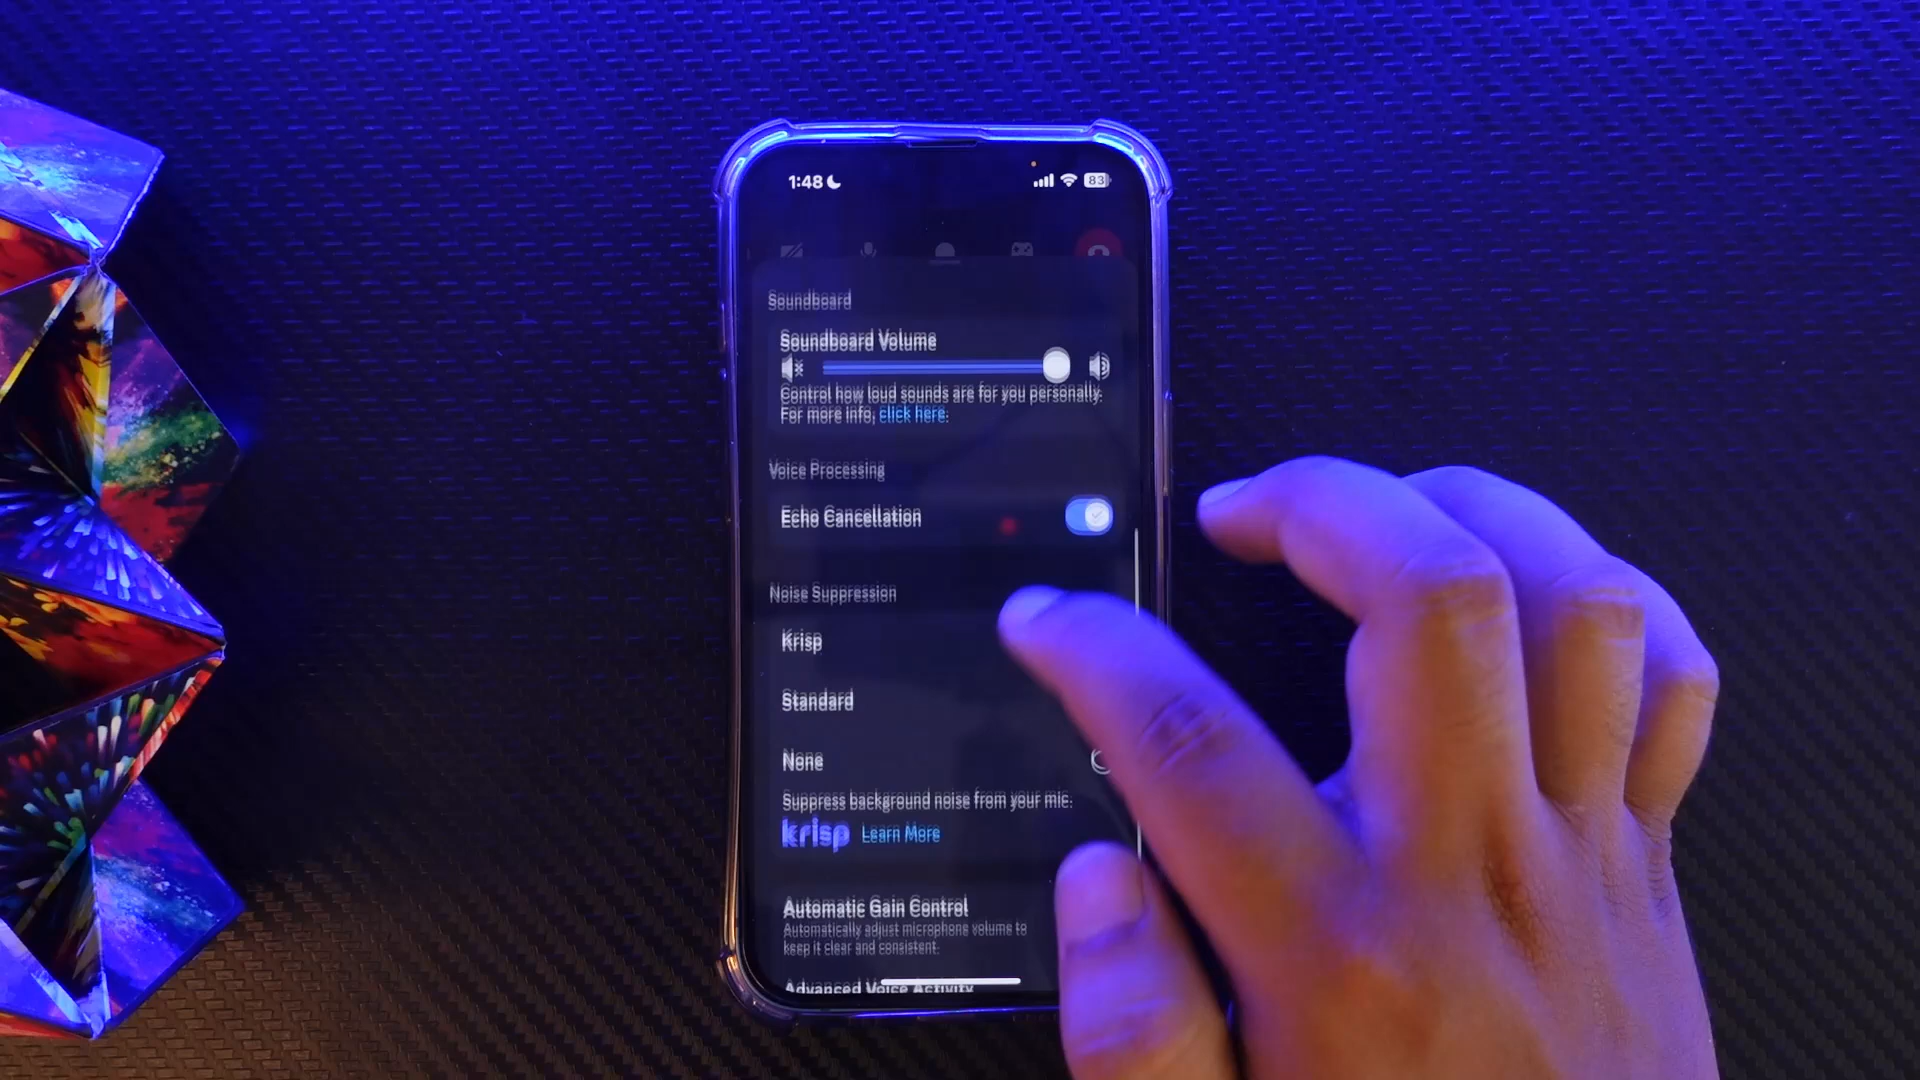 1:48
83
Soundboard
Soundboard Volume
Control how loud sounds are for you personally.
For more info, click here.
Voice Processing
Echo Cancellation
Noise Suppression
Krisp
Standard
None
Suppress background noise from your mic.
krisp Learn More
Automatic Gain Control
Automatically adjust microphone volume to
keep it clear and consistent.
Advanced Voice Activity